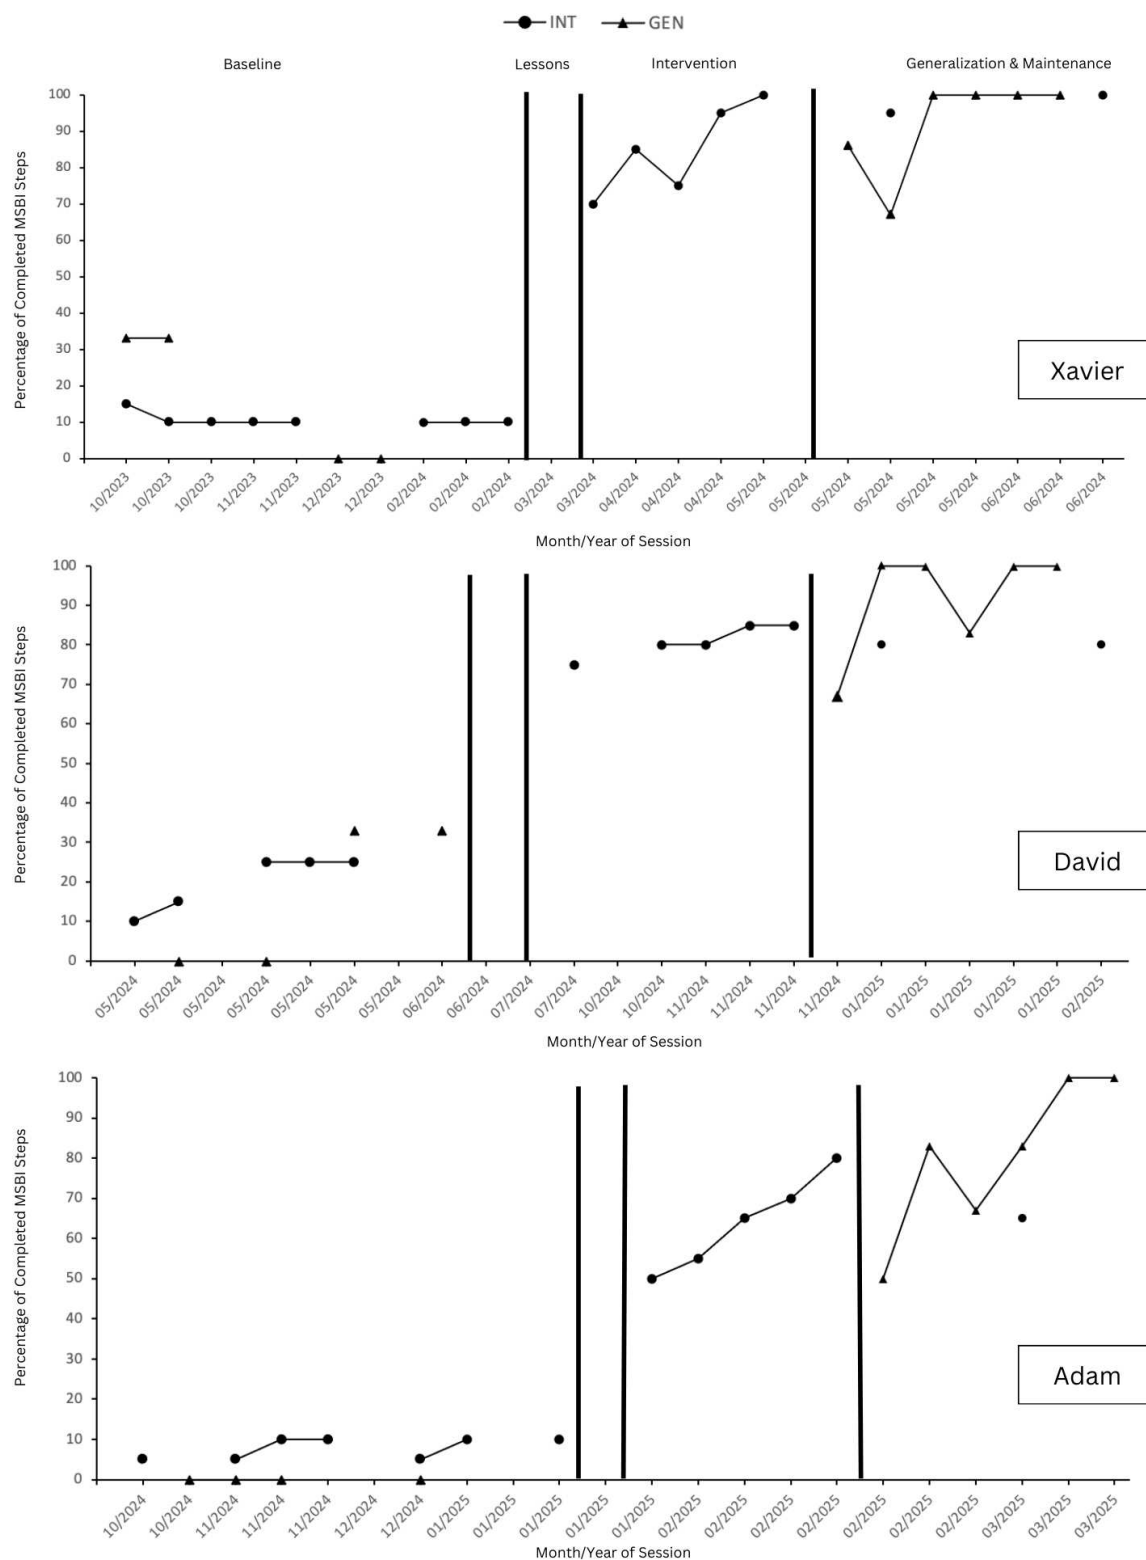 INT GEN
Baseline Lessons Intervention Generalization & Maintenance
Percentage of Completed MSBI Steps
100
90
80
70
60
50
40
30
20
10
0
Xavier
10/2023 10/2023 10/2023 11/2023 11/2023 12/2023 12/2023 02/2024 02/2024 02/2024 03/2024 03/2024 04/2024 04/2024 04/2024 05/2024 05/2024 05/2024 05/2024 05/2024 05/2024 06/2024 06/2024 06/2024
Month/Year of Session
Percentage of Completed MSBI Steps
100
90
80
70
60
50
40
30
20
10
0
David
05/2024 05/2024 05/2024 05/2024 05/2024 05/2024 05/2024 06/2024 06/2024 07/2024 07/2024 10/2024 10/2024 11/2024 11/2024 11/2024 11/2024 01/2025 01/2025 01/2025 01/2025 01/2025 02/2025
Month/Year of Session
Percentage of Completed MSBI Steps
100
90
80
70
60
50
40
30
20
10
0
Adam
10/2024 10/2024 11/2024 11/2024 11/2024 12/2024 12/2024 01/2025 01/2025 01/2025 01/2025 01/2025 02/2025 02/2025 02/2025 02/2025 02/2025 02/2025 02/2025 03/2025 03/2025 03/2025
Month/Year of Session